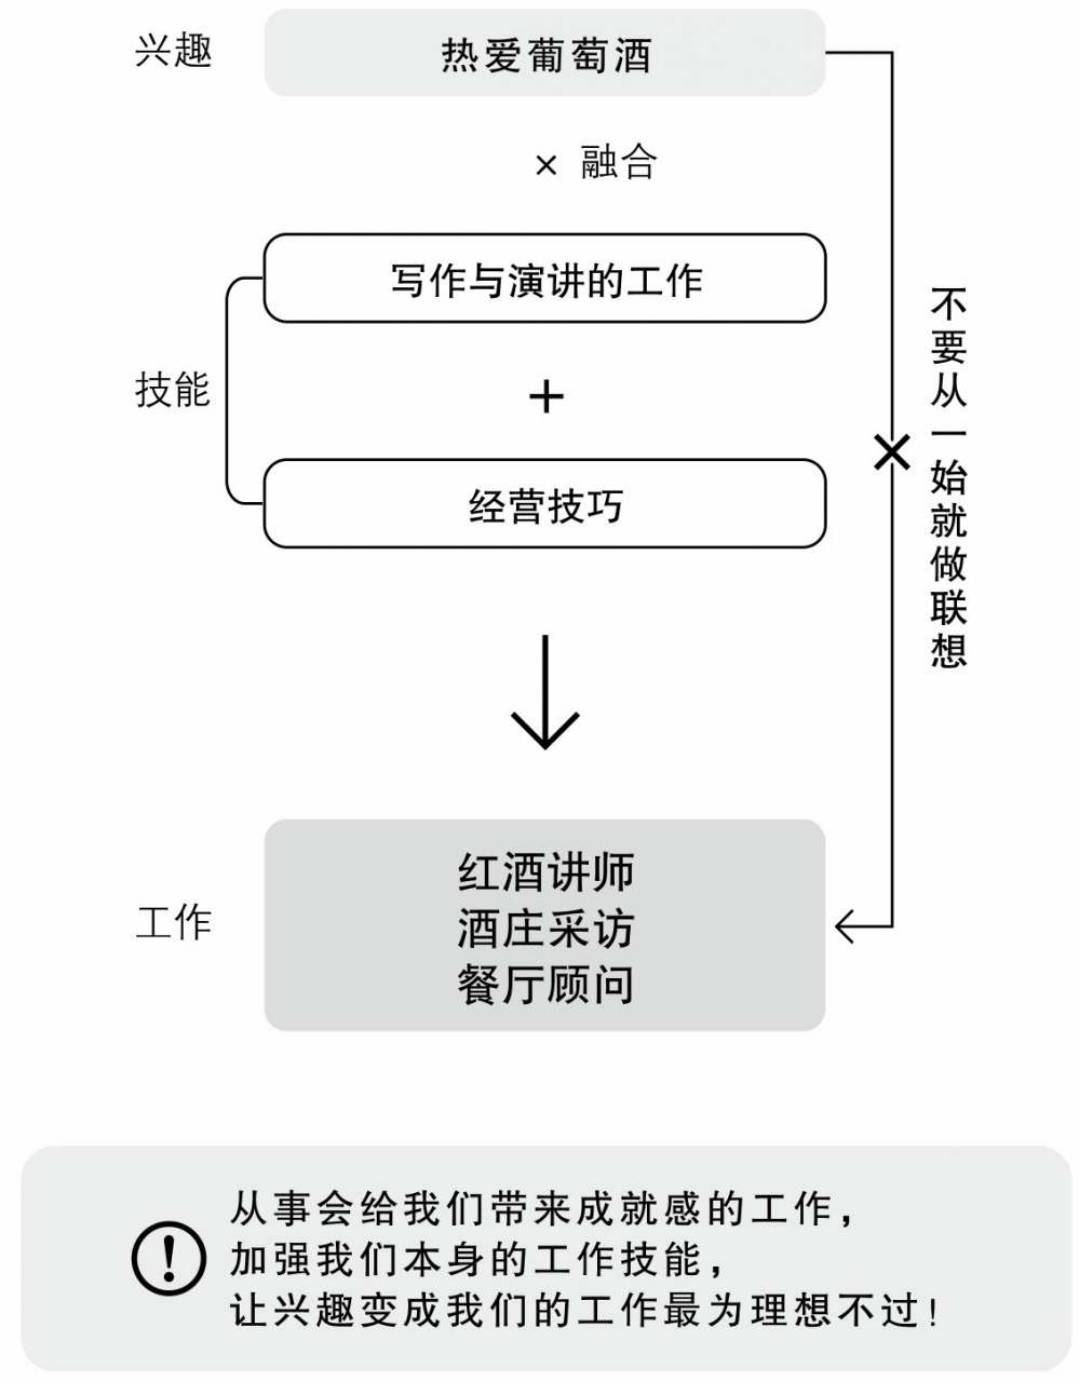 兴趣
热爱葡萄酒
× 融合
写作与演讲的工作
技能
+
经营技巧
不要从一始就做联想
工作
红酒讲师
酒庄采访
餐厅顾问
从事会给我们带来成就感的工作，
加强我们本身的工作技能，
让兴趣变成我们的工作最为理想不过！